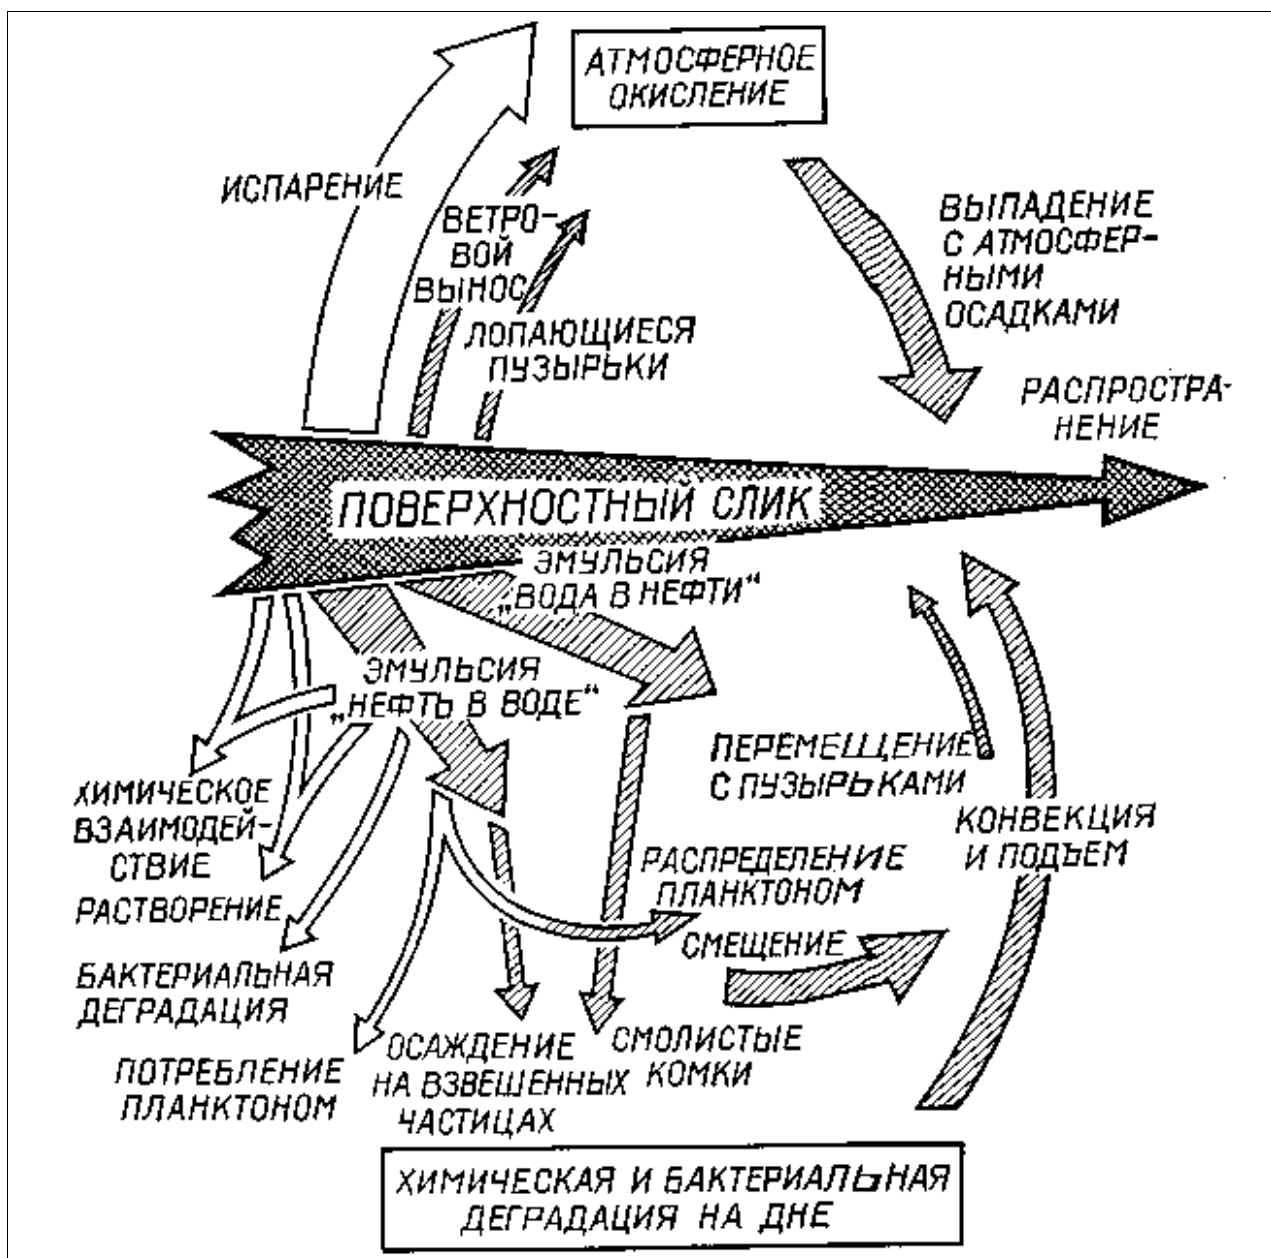 АТМОСФЕРНОЕ
ОКИСЛЕНИЕ
ИСПАРЕНИЕ
ВЕТРО-
ВОЙ
ВЫНОС
ЛОПАЮЩИЕСЯ
ПУЗЫРЬКИ
ВЫПАДЕНИЕ
С АТМОСФЕР-
НЫМИ
ОСАДКАМИ
РАСПРОСТРА-
НЕНИЕ
ПОВЕРХНОСТНЫЙ СЛИК
ЭМУЛЬСИЯ
„ВОДА В НЕФТИ“
ЭМУЛЬСИЯ
„НЕФТЬ В ВОДЕ“
ПЕРЕМЕЩЕНИЕ
С ПУЗЫРЬКАМИ
КОНВЕКЦИЯ
И ПОДЪЕМ
ХИМИЧЕСКОЕ
ВЗАИМОДЕЙ-
СТВИЕ
РАСТВОРЕНИЕ
БАКТЕРИАЛЬНАЯ
ДЕГРАДАЦИЯ
ПОТРЕБЛЕНИЕ
ПЛАНКТОНОМ
РАСПРЕДЕЛЕНИЕ
ПЛАНКТОНОМ
СМЕЩЕНИЕ
ОСАЖДЕНИЕ
НА ВЗВЕШЕННЫХ
ЧАСТИЦАХ
СМОЛИСТЫЕ
КОМКИ
ХИМИЧЕСКАЯ И БАКТЕРИАЛЬНАЯ
ДЕГРАДАЦИЯ НА ДНЕ